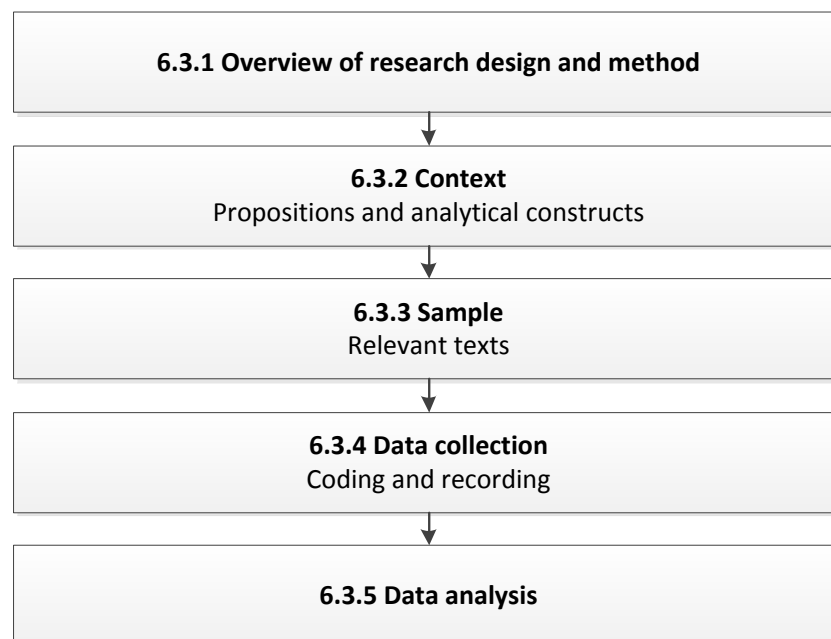 6.3.1 Overview of research design and method
6.3.2 Context
Propositions and analytical constructs
6.3.3 Sample
Relevant texts
6.3.4 Data collection
Coding and recording
6.3.5 Data analysis